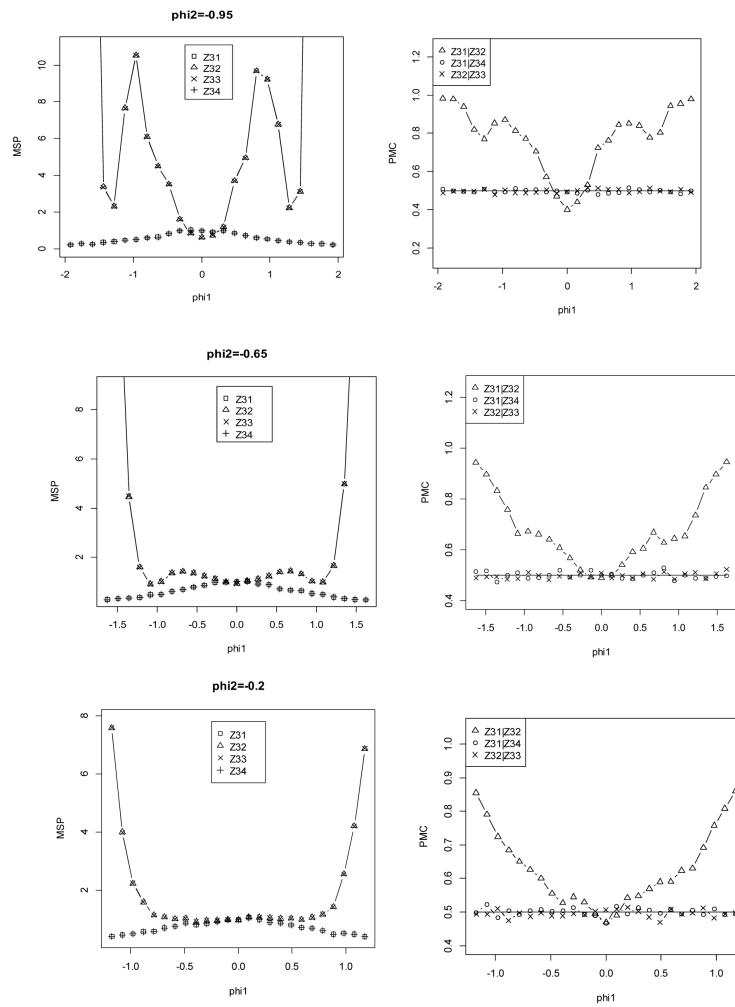 phi2=-0.95
MSP
10
8
6
4
2
0
Z31
Z32
Z33
Z34
-2
-1
0
1
2
phi1
PMC
1.2
1.0
0.8
0.6
0.4
0.2
Z31|Z32
Z31|Z34
Z32|Z33
-2
-1
0
1
2
phi1
phi2=-0.65
MSP
8
6
4
2
Z31
Z32
Z33
Z34
-1.5
-1.0
-0.5
0.0
0.5
1.0
1.5
phi1
PMC
1.2
1.0
0.8
0.6
0.4
Z31|Z32
Z31|Z34
Z32|Z33
-1.5
-1.0
-0.5
0.0
0.5
1.0
1.5
phi1
phi2=-0.2
MSP
8
6
4
2
Z31
Z32
Z33
Z34
-1.0
-0.5
0.0
0.5
1.0
phi1
PMC
1.0
0.9
0.8
0.7
0.6
0.5
0.4
Z31|Z32
Z31|Z34
Z32|Z33
-1.0
-0.5
0.0
0.5
1.0
phi1